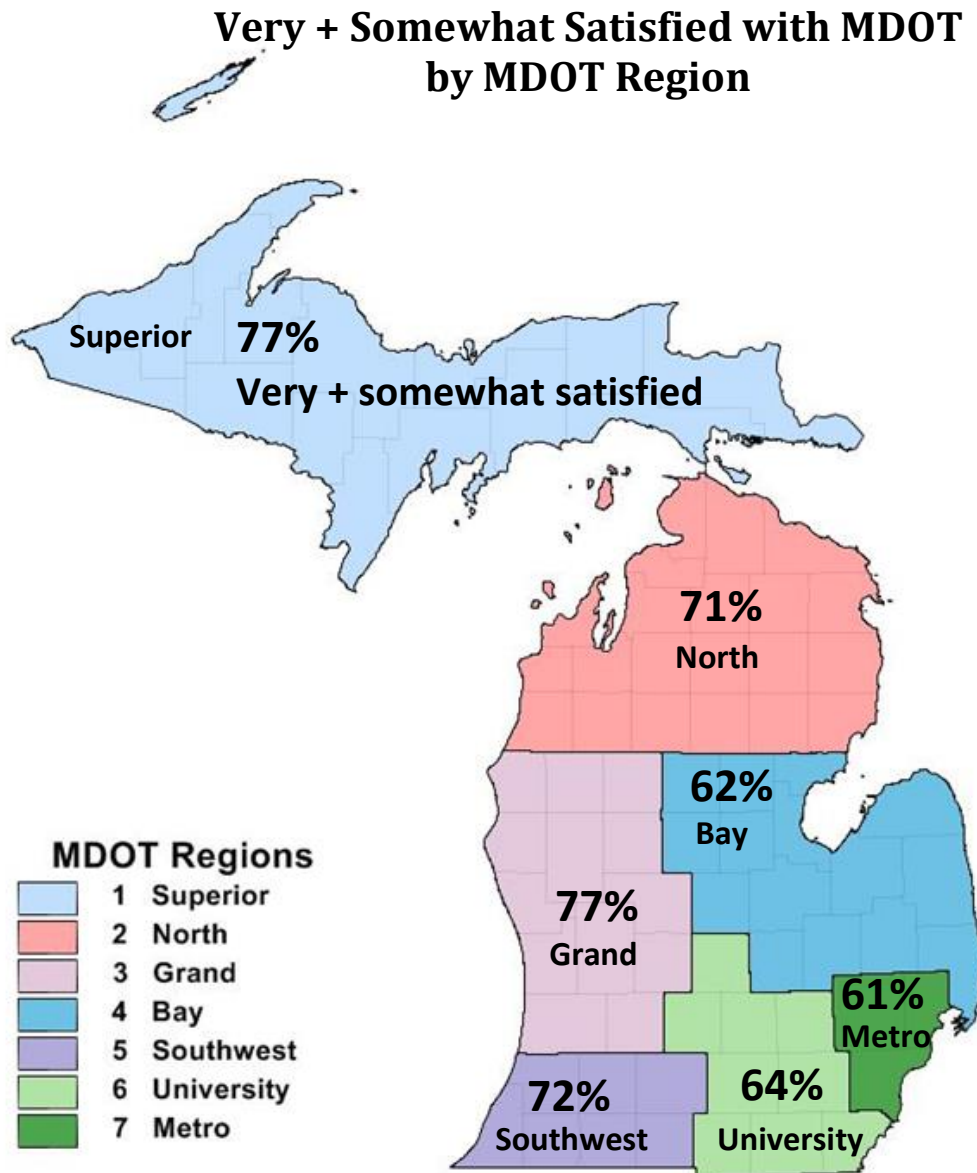 Very + Somewhat Satisfied with MDOT
by MDOT Region
Superior 77%
Very + somewhat satisfied
71%
North
62%
Bay
77%
Grand
61%
Metro
72%
Southwest
64%
University
MDOT Regions
1 Superior
2 North
3 Grand
4 Bay
5 Southwest
6 University
7 Metro